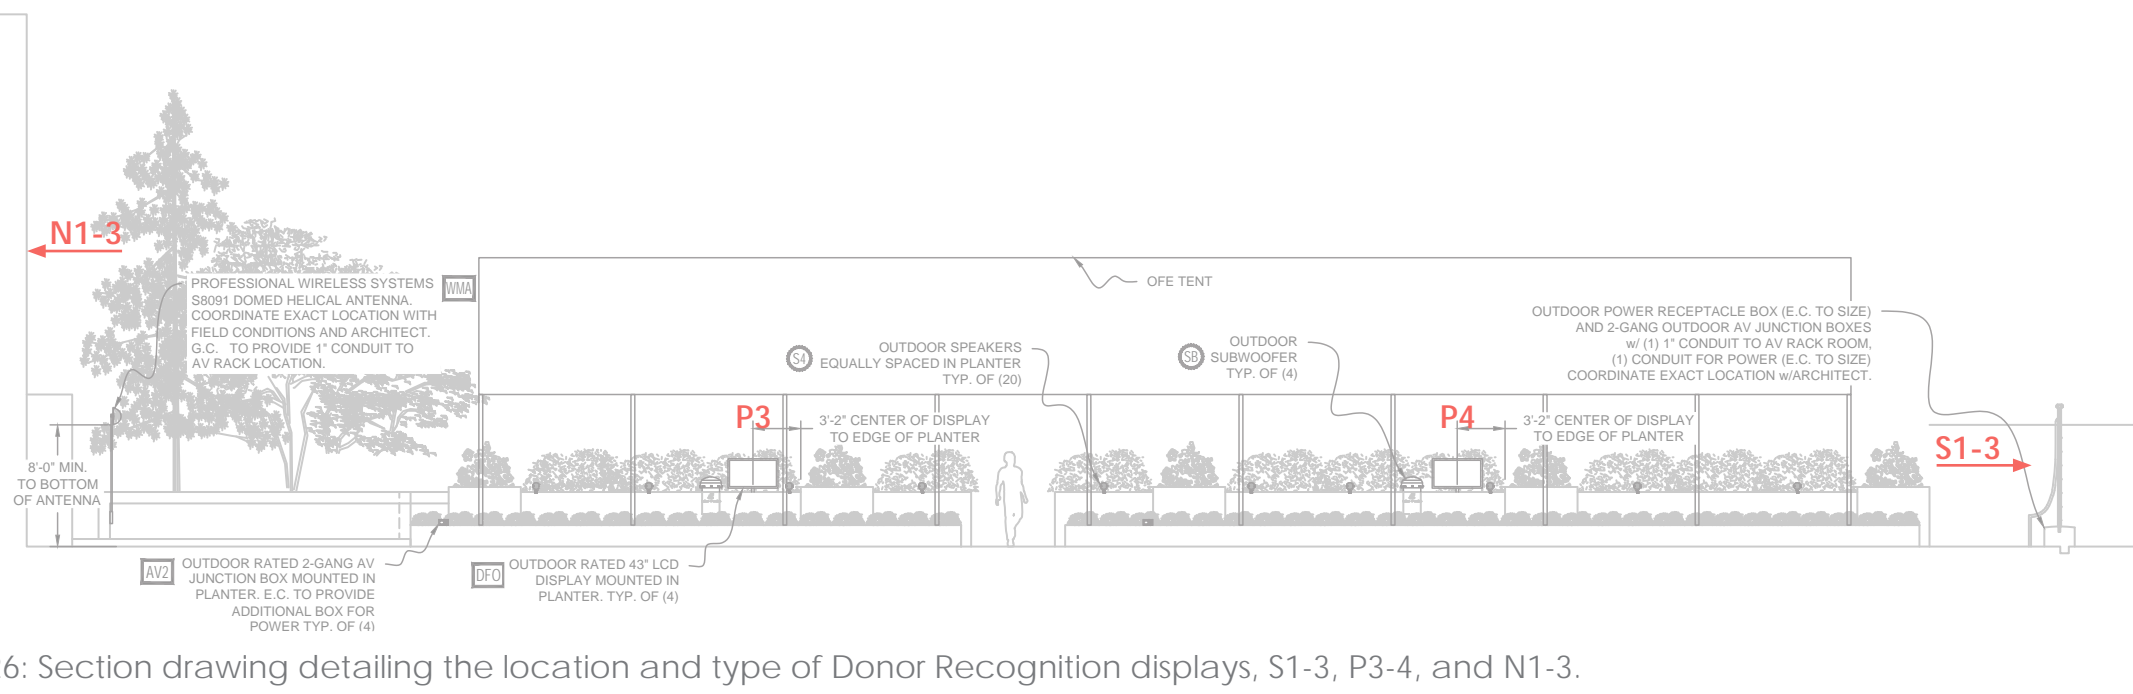 N1-3
PROFESSIONAL WIRELESS SYSTEMS
S8091 DOMED HELICAL ANTENNA.
COORDINATE EXACT LOCATION WITH
FIELD CONDITIONS AND ARCHITECT.
G.C. TO PROVIDE 1" CONDUIT TO
AV RACK LOCATION.
WMA
OFE TENT
S4
OUTDOOR SPEAKERS
EQUALLY SPACED IN PLANTER
TYP. OF (20)
SB
OUTDOOR
SUBWOOFER
TYP. OF (4)
OUTDOOR POWER RECEPTACLE BOX (E.C. TO SIZE)
AND 2-GANG OUTDOOR AV JUNCTION BOXES
w/ (1) 1" CONDUIT TO AV RACK ROOM,
(1) CONDUIT FOR POWER (E.C. TO SIZE)
COORDINATE EXACT LOCATION w/ARCHITECT.
P3
3'-2" CENTER OF DISPLAY
TO EDGE OF PLANTER
P4
3'-2" CENTER OF DISPLAY
TO EDGE OF PLANTER
S1-3
8'-0" MIN.
TO BOTTOM
OF ANTENNA
AV2
OUTDOOR RATED 2-GANG AV
JUNCTION BOX MOUNTED IN
PLANTER. E.C. TO PROVIDE
ADDITIONAL BOX FOR
POWER TYP. OF (4)
DFO
OUTDOOR RATED 43" LCD
DISPLAY MOUNTED IN
PLANTER. TYP. OF (4)
6: Section drawing detailing the location and type of Donor Recognition displays, S1-3, P3-4, and N1-3.